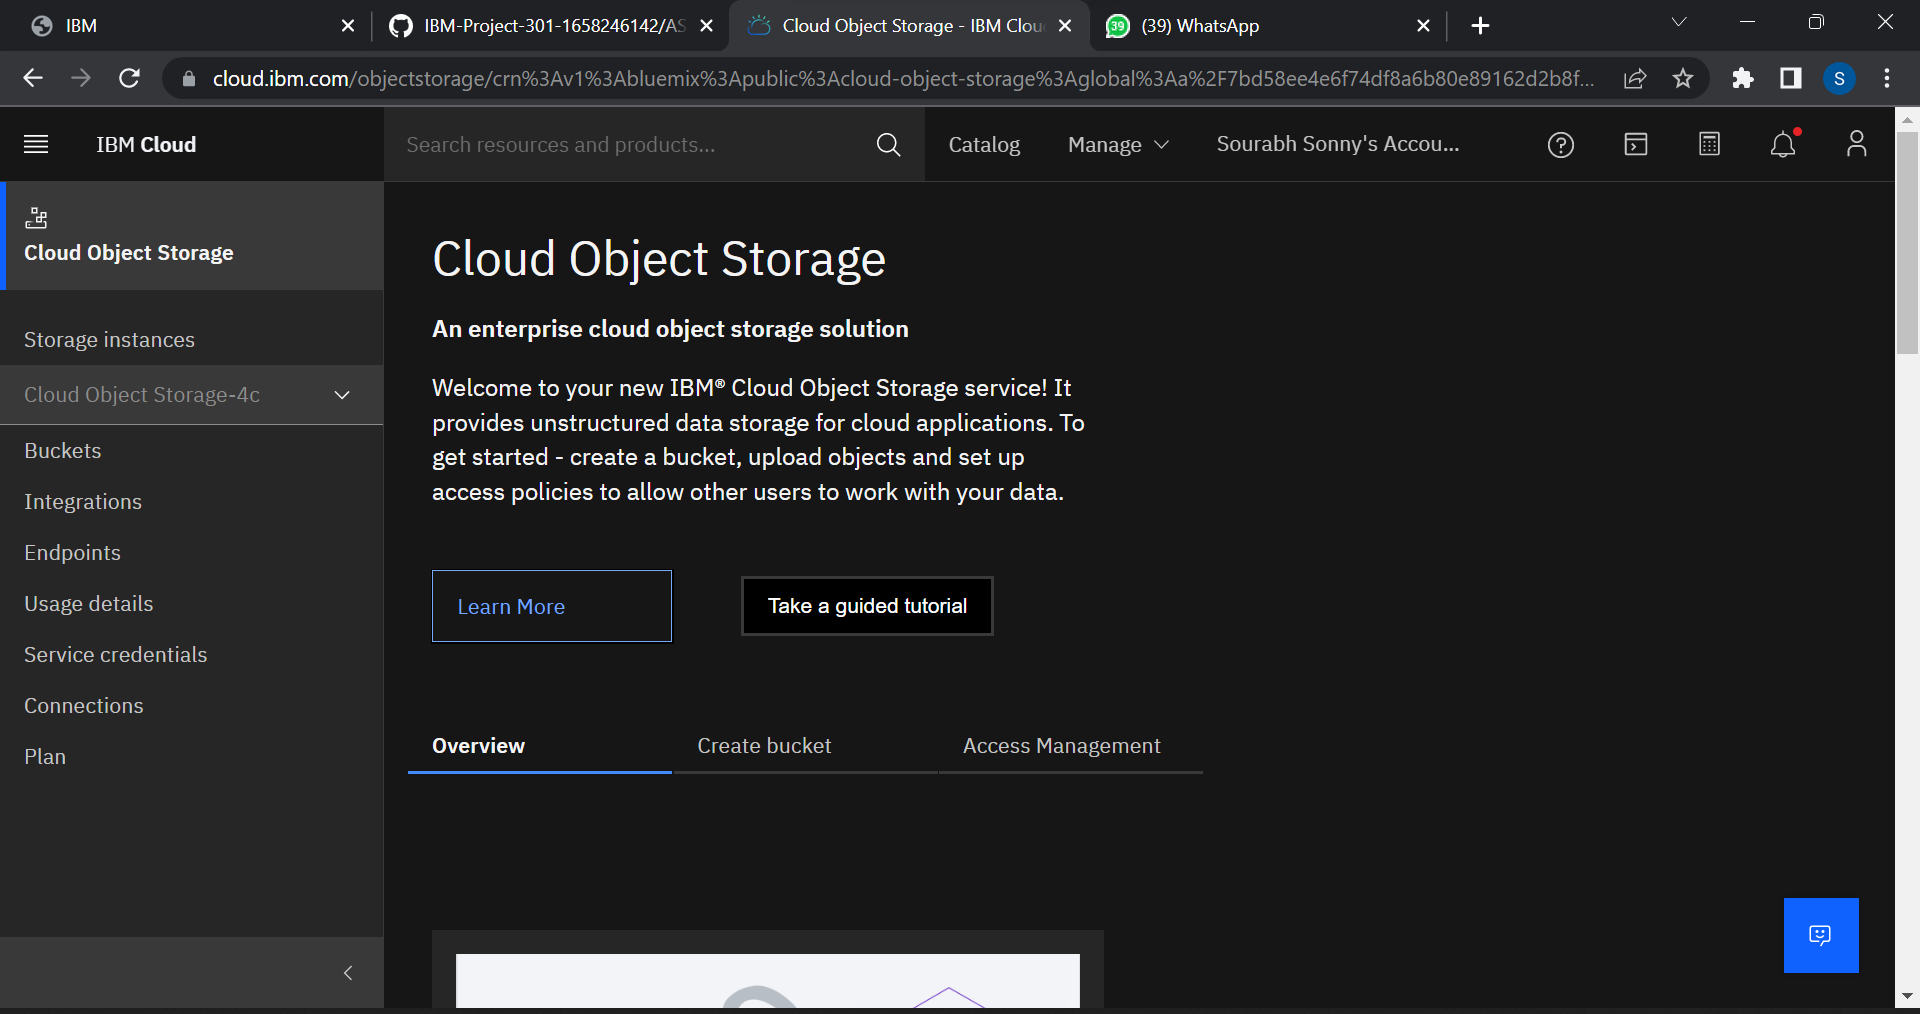 IBM
IBM-Project-301-1658246142/AS
Cloud Object Storage - IBM Clou
39
(39) WhatsApp
cloud.ibm.com/objectstorage/crn%3Av1%3Abluemix%3Apublic%3Acloud-object-storage%3Aglobal%3Aa%2F7bd58ee4e6f74df8a6b80e89162d2b8f...
S
IBM Cloud
Search resources and products...
Catalog
Manage
Sourabh Sonny's Accou...
Cloud Object Storage
Storage instances
Cloud Object Storage-4c
Buckets
Integrations
Endpoints
Usage details
Service credentials
Connections
Plan
Cloud Object Storage
An enterprise cloud object storage solution
Welcome to your new IBM® Cloud Object Storage service! It
provides unstructured data storage for cloud applications. To
get started - create a bucket, upload objects and set up
access policies to allow other users to work with your data.
Learn More
Take a guided tutorial
Overview
Create bucket
Access Management